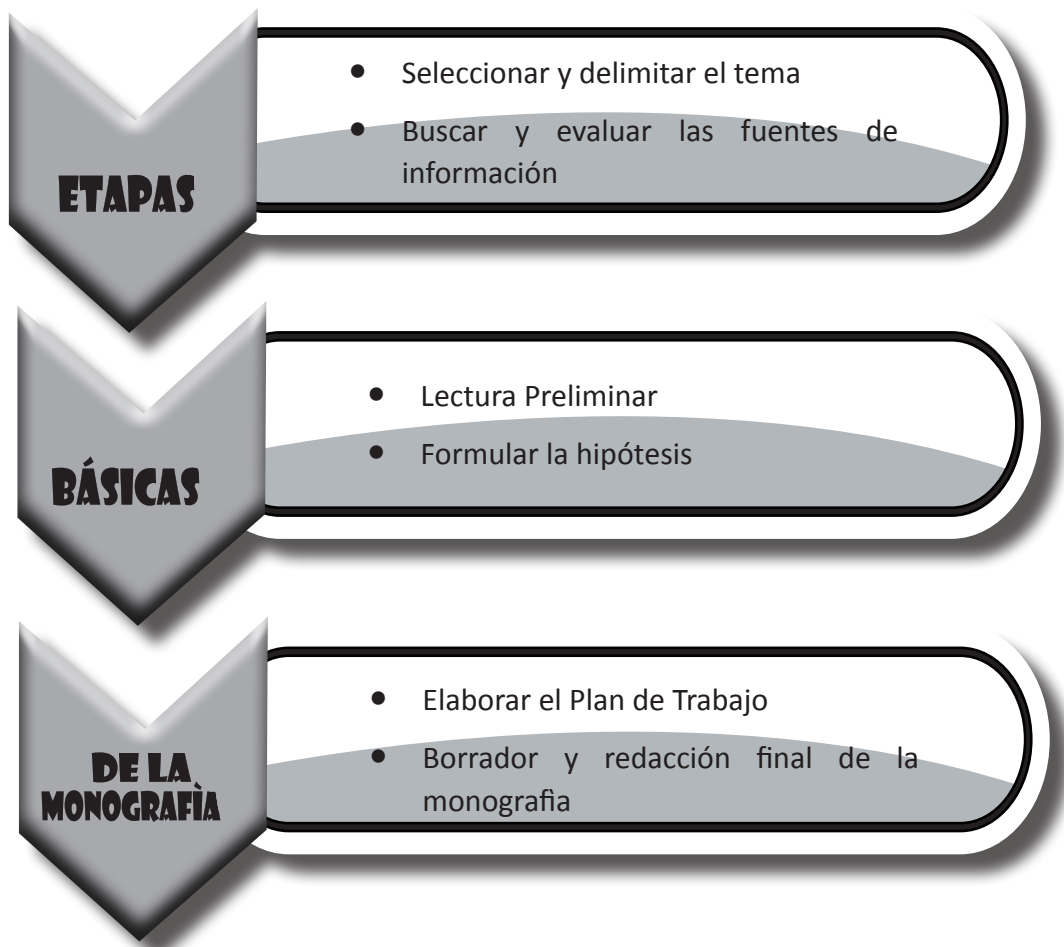 ETAPAS
• Seleccionar y delimitar el tema
• Buscar y evaluar las fuentes de
información
BÁSICAS
• Lectura Preliminar
• Formular la hipótesis
DE LA
MONOGRAFÌA
• Elaborar el Plan de Trabajo
• Borrador y redacción final de la
monografia